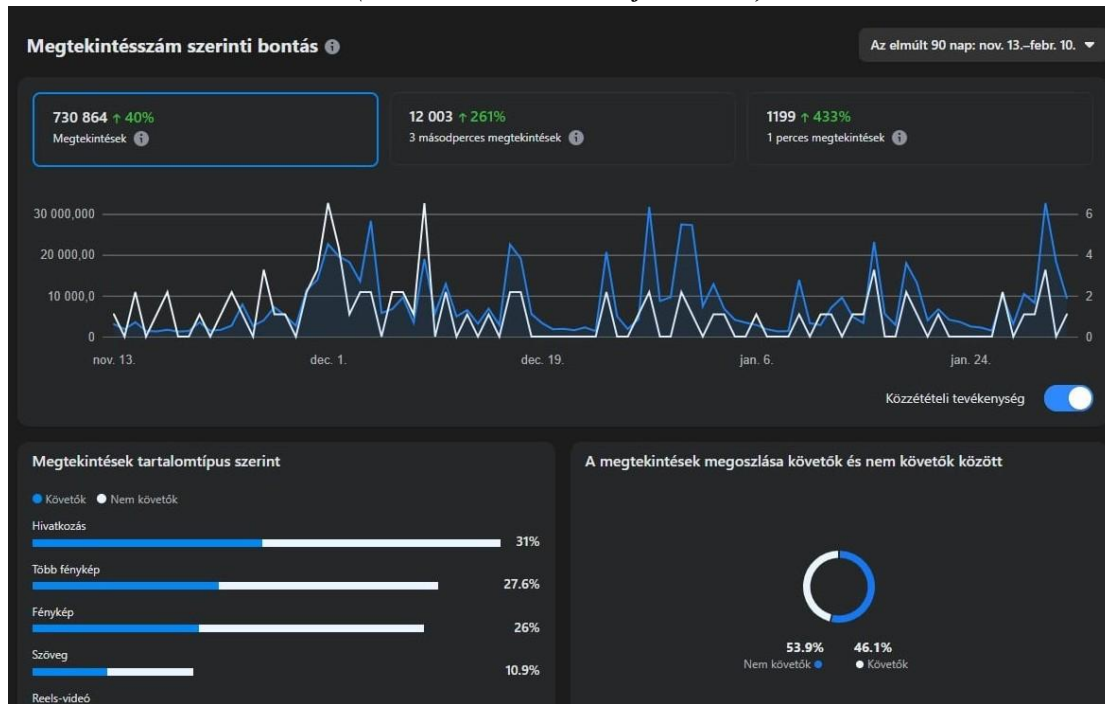 Megtekintésszám szerinti bontás
Az elmúlt 90 nap: nov. 13.–febr. 10.
730 864 ↑ 40%
Megtekintések
12 003 ↑ 261%
3 másodperces megtekintések
1199 ↑ 433%
1 perces megtekintések
30 000,000
20 000,00
10 000,0
0
6
4
2
0
nov. 13.
dec. 1.
dec. 19.
jan. 6.
jan. 24.
Közzétételi tevékenység
Megtekintések tartalomtípus szerint
Követők Nem követők
Hivatkozás
31%
Több fénykép
27.6%
Fénykép
26%
Szöveg
10.9%
Reels-videó
A megtekintések megoszlása követők és nem követők között
53.9% 46.1%
Nem követők Követők